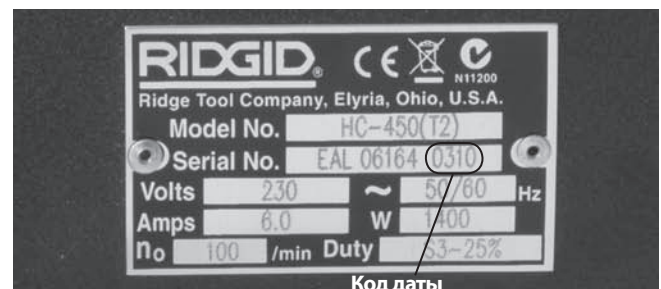 RIDGID® CE N11200
Ridge Tool Company, Elyria, Ohio, U.S.A.
Model No. HC-450(T2)
Serial No. EAL 06164 0310
Volts 230 ~ 50/60 Hz
Amps 6.0 W 1400
no 100 /min Duty S3~25%
Код даты